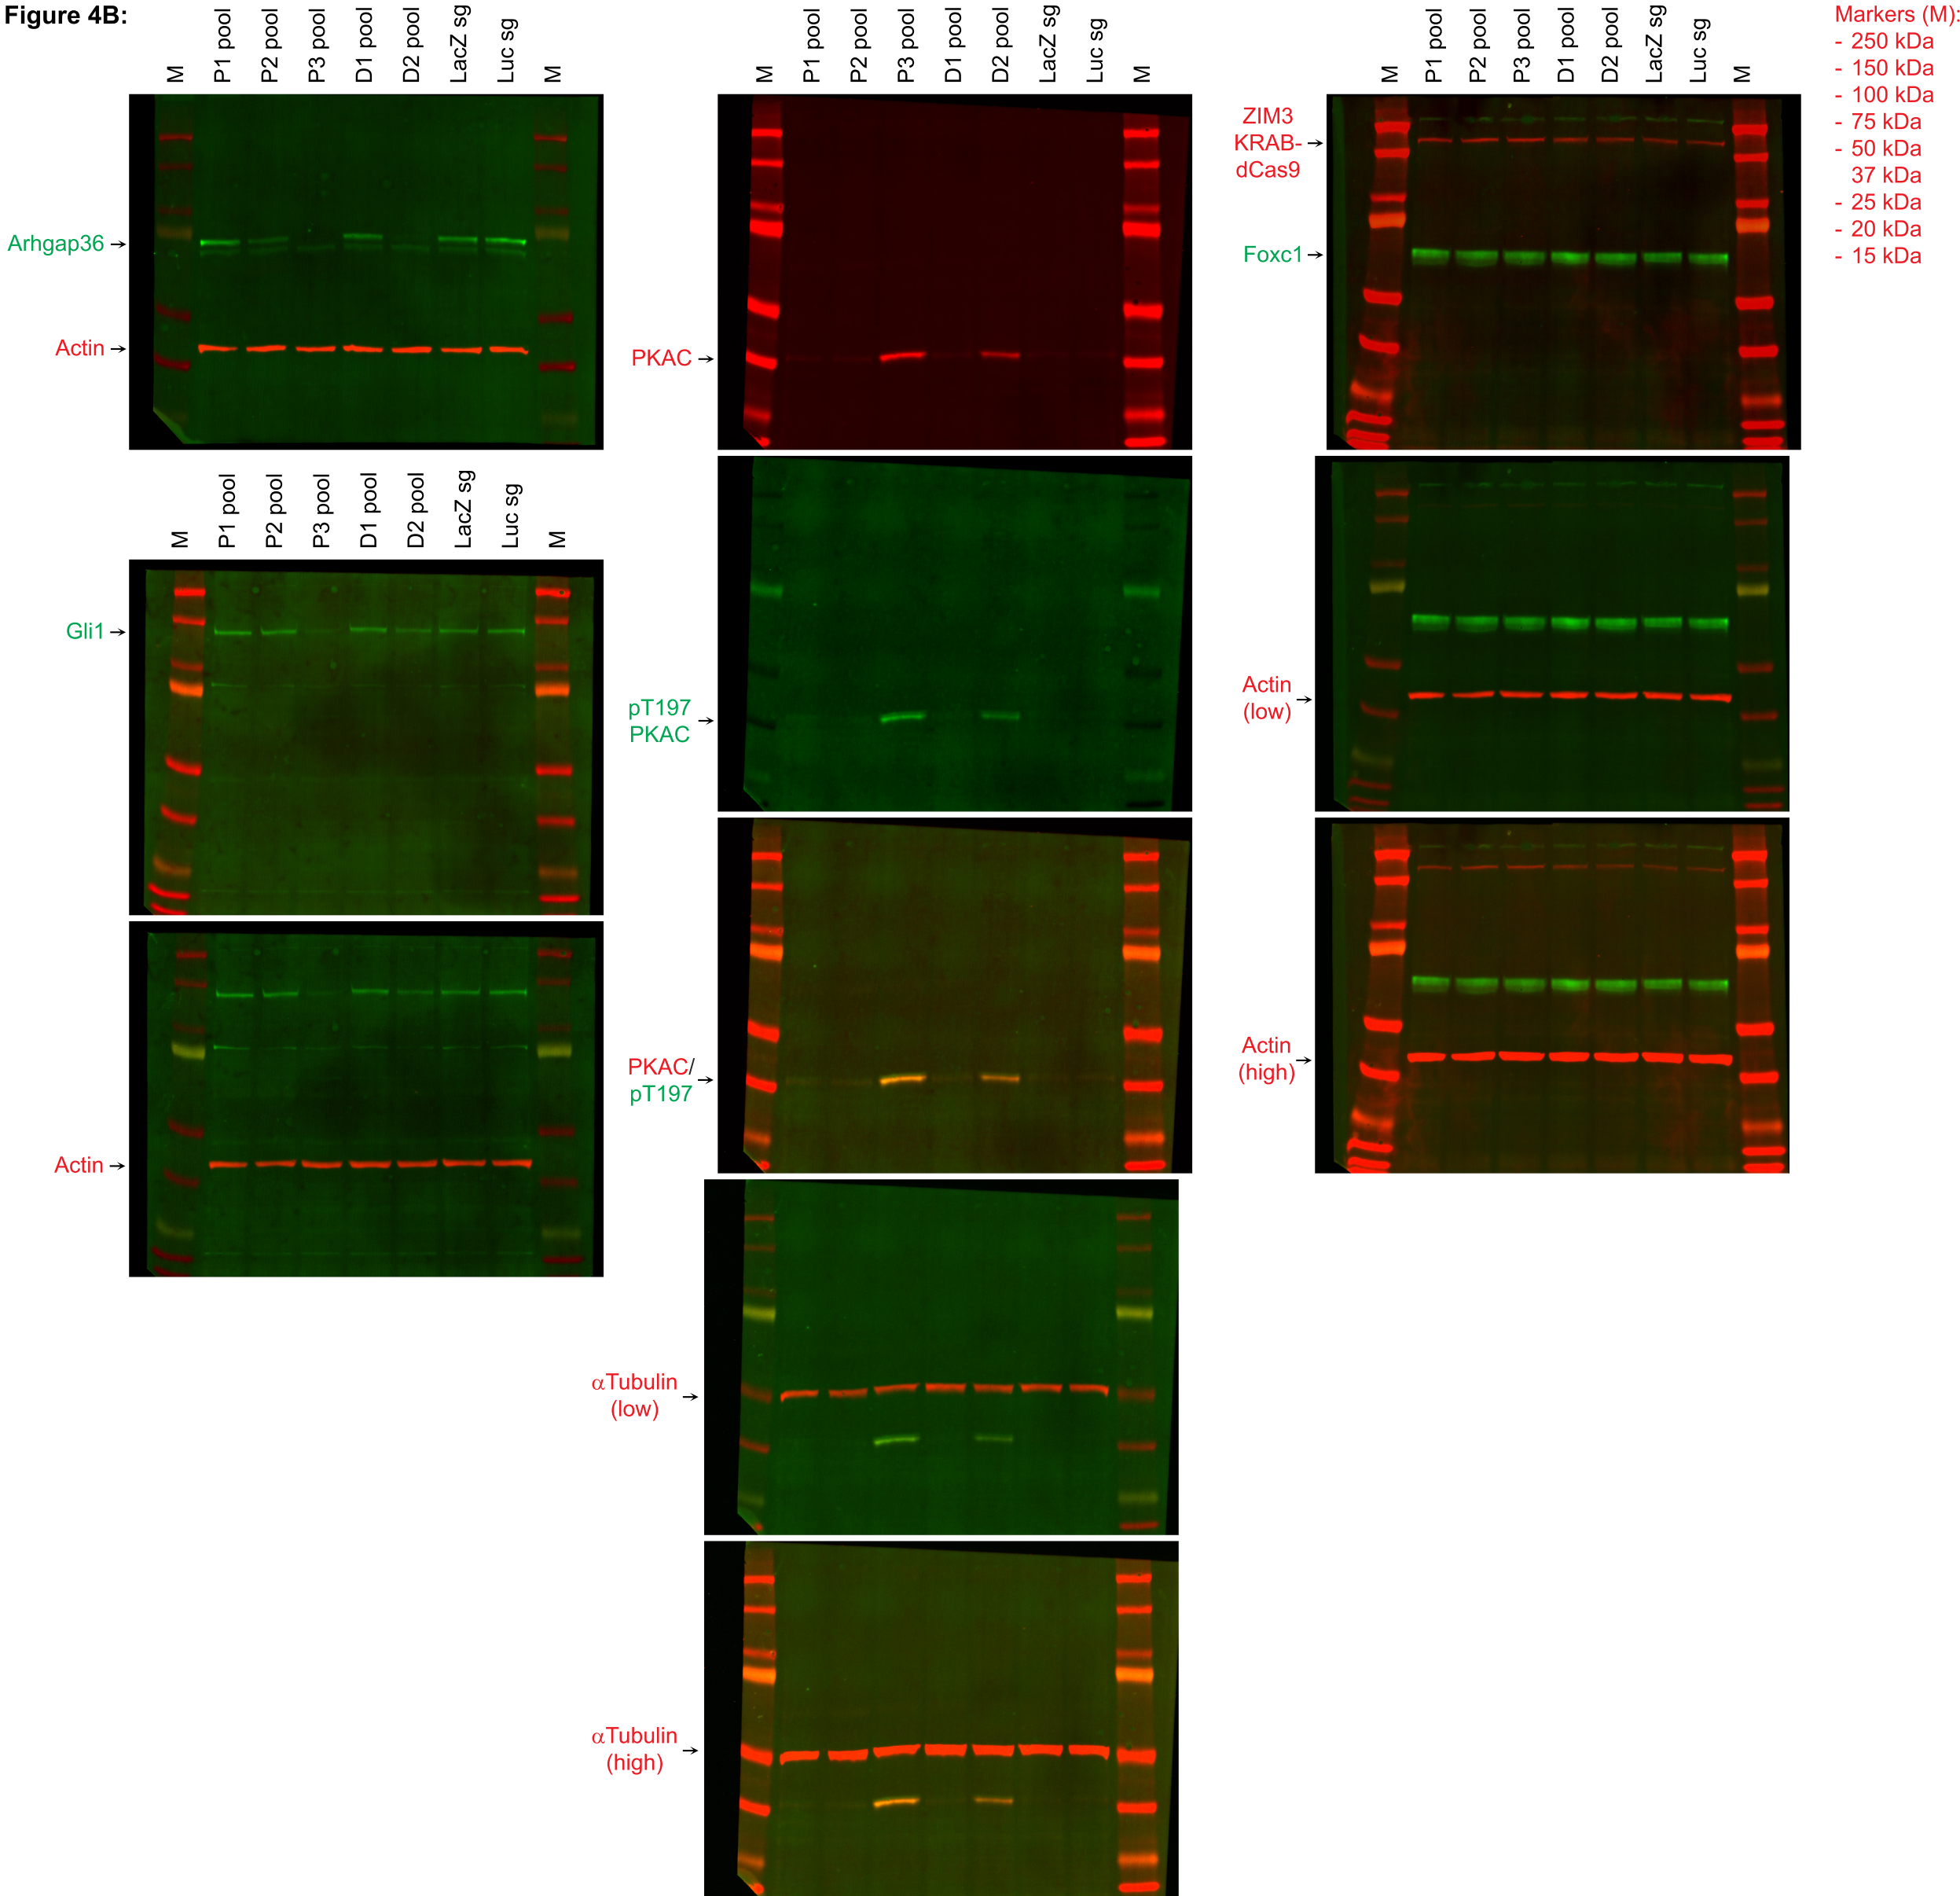 Figure 4B:
M
P1 pool
P2 pool
P3 pool
D1 pool
D2 pool
LacZ sg
Luc sg
M
Arhgap36
Actin
M
P1 pool
P2 pool
P3 pool
D1 pool
D2 pool
LacZ sg
Luc sg
M
Gli1
Actin
M
P1 pool
P2 pool
P3 pool
D1 pool
D2 pool
LacZ sg
Luc sg
M
PKAC
pT197
PKAC
PKAC/
pT197
αTubulin
(low)
αTubulin
(high)
M
P1 pool
P2 pool
P3 pool
D1 pool
D2 pool
LacZ sg
Luc sg
M
ZIM3
KRAB-
dCas9
Foxc1
Actin
(low)
Actin
(high)
Markers (M):
- 250 kDa
- 150 kDa
- 100 kDa
- 75 kDa
- 50 kDa
37 kDa
- 25 kDa
- 20 kDa
- 15 kDa